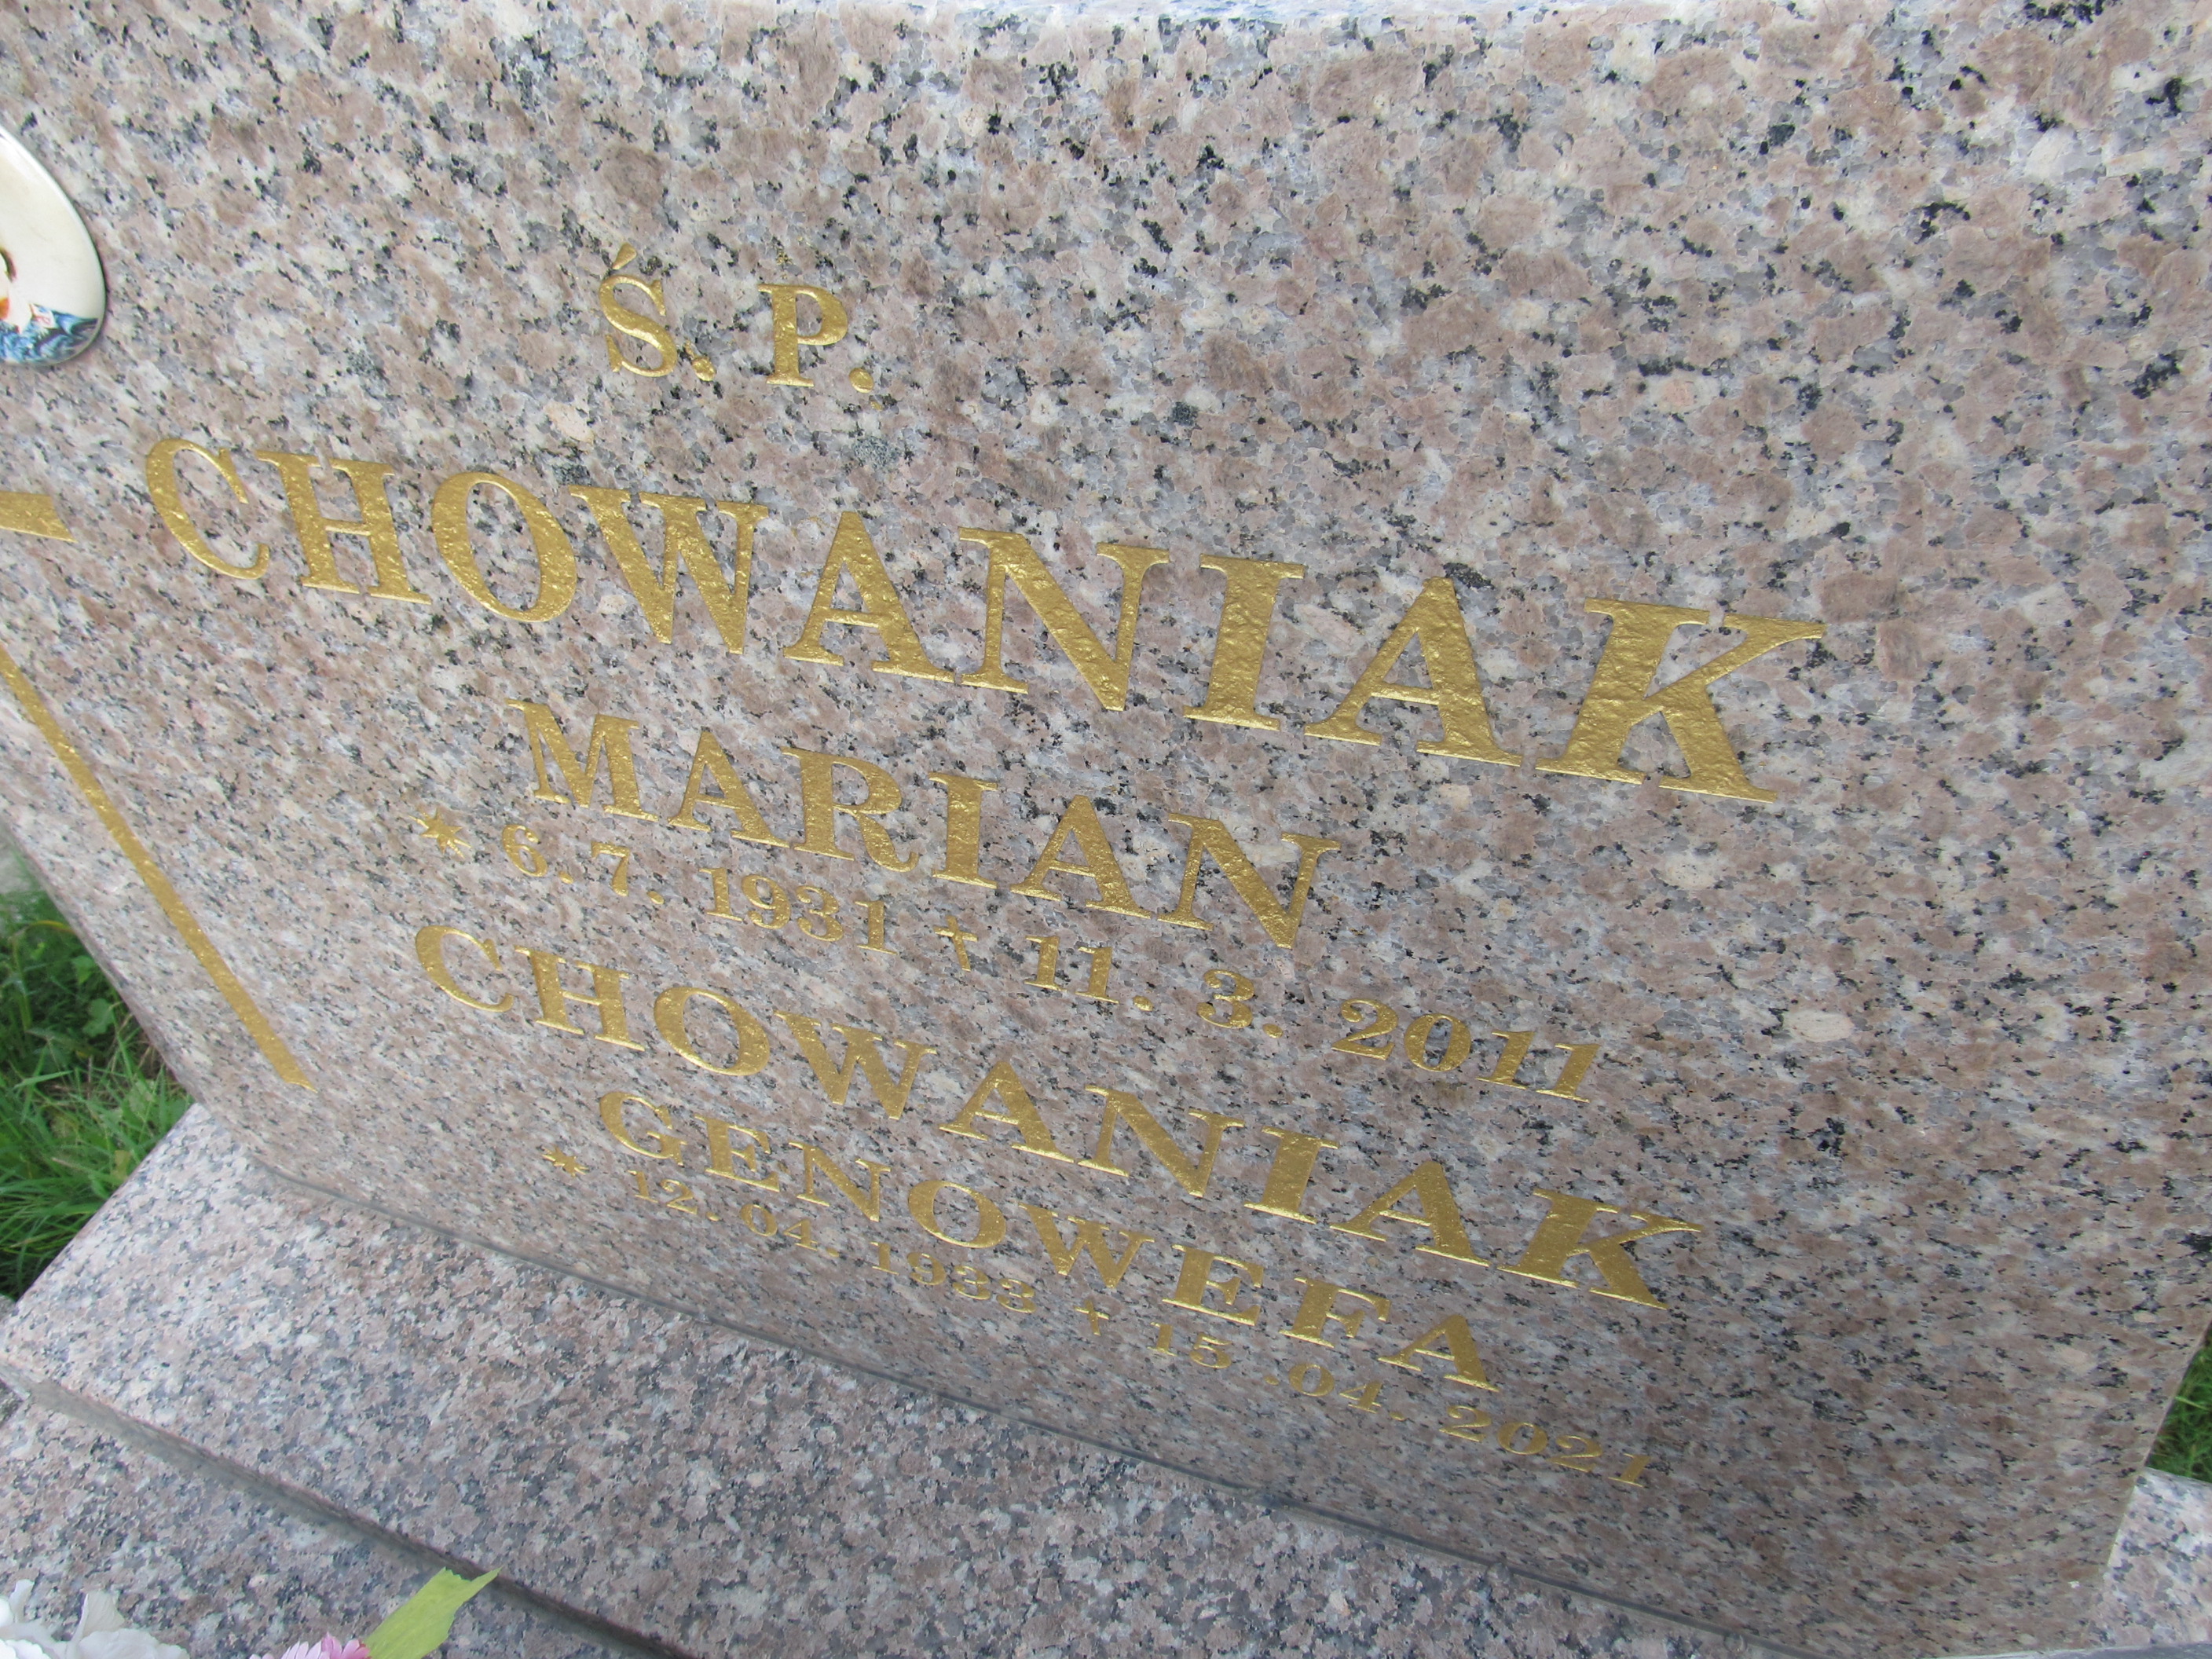 Ś. P.
CHOWANIAK
MARIAN
* 6. 7. 1931 † 11. 3. 2011
CHOWANIAK
GENOWEFA
* 12. 04. 1933 † 15 .04. 2021